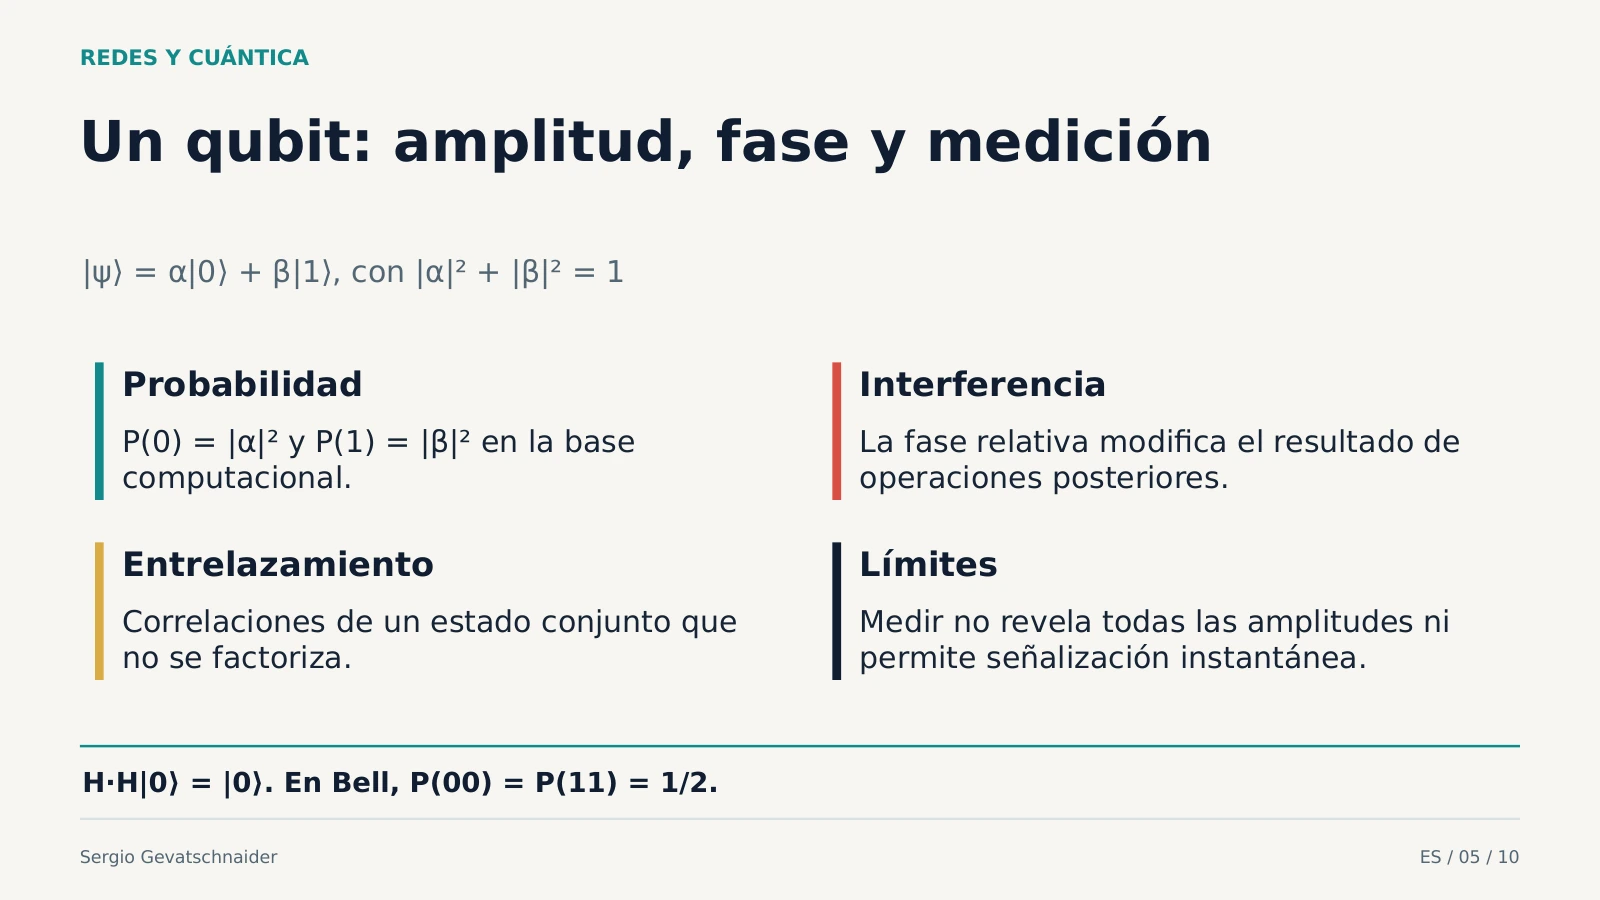 REDES Y CUÁNTICA
Un qubit: amplitud, fase y medición
|ψ⟩ = α|0⟩ + β|1⟩, con |α|² + |β|² = 1
Probabilidad
P(0) = |α|² y P(1) = |β|² en la base
computacional.
Interferencia
La fase relativa modifica el resultado de
operaciones posteriores.
Entrelazamiento
Correlaciones de un estado conjunto que
no se factoriza.
Límites
Medir no revela todas las amplitudes ni
permite señalización instantánea.
H·H|0⟩ = |0⟩. En Bell, P(00) = P(11) = 1/2.
Sergio Gevatschnaider
ES / 05 / 10